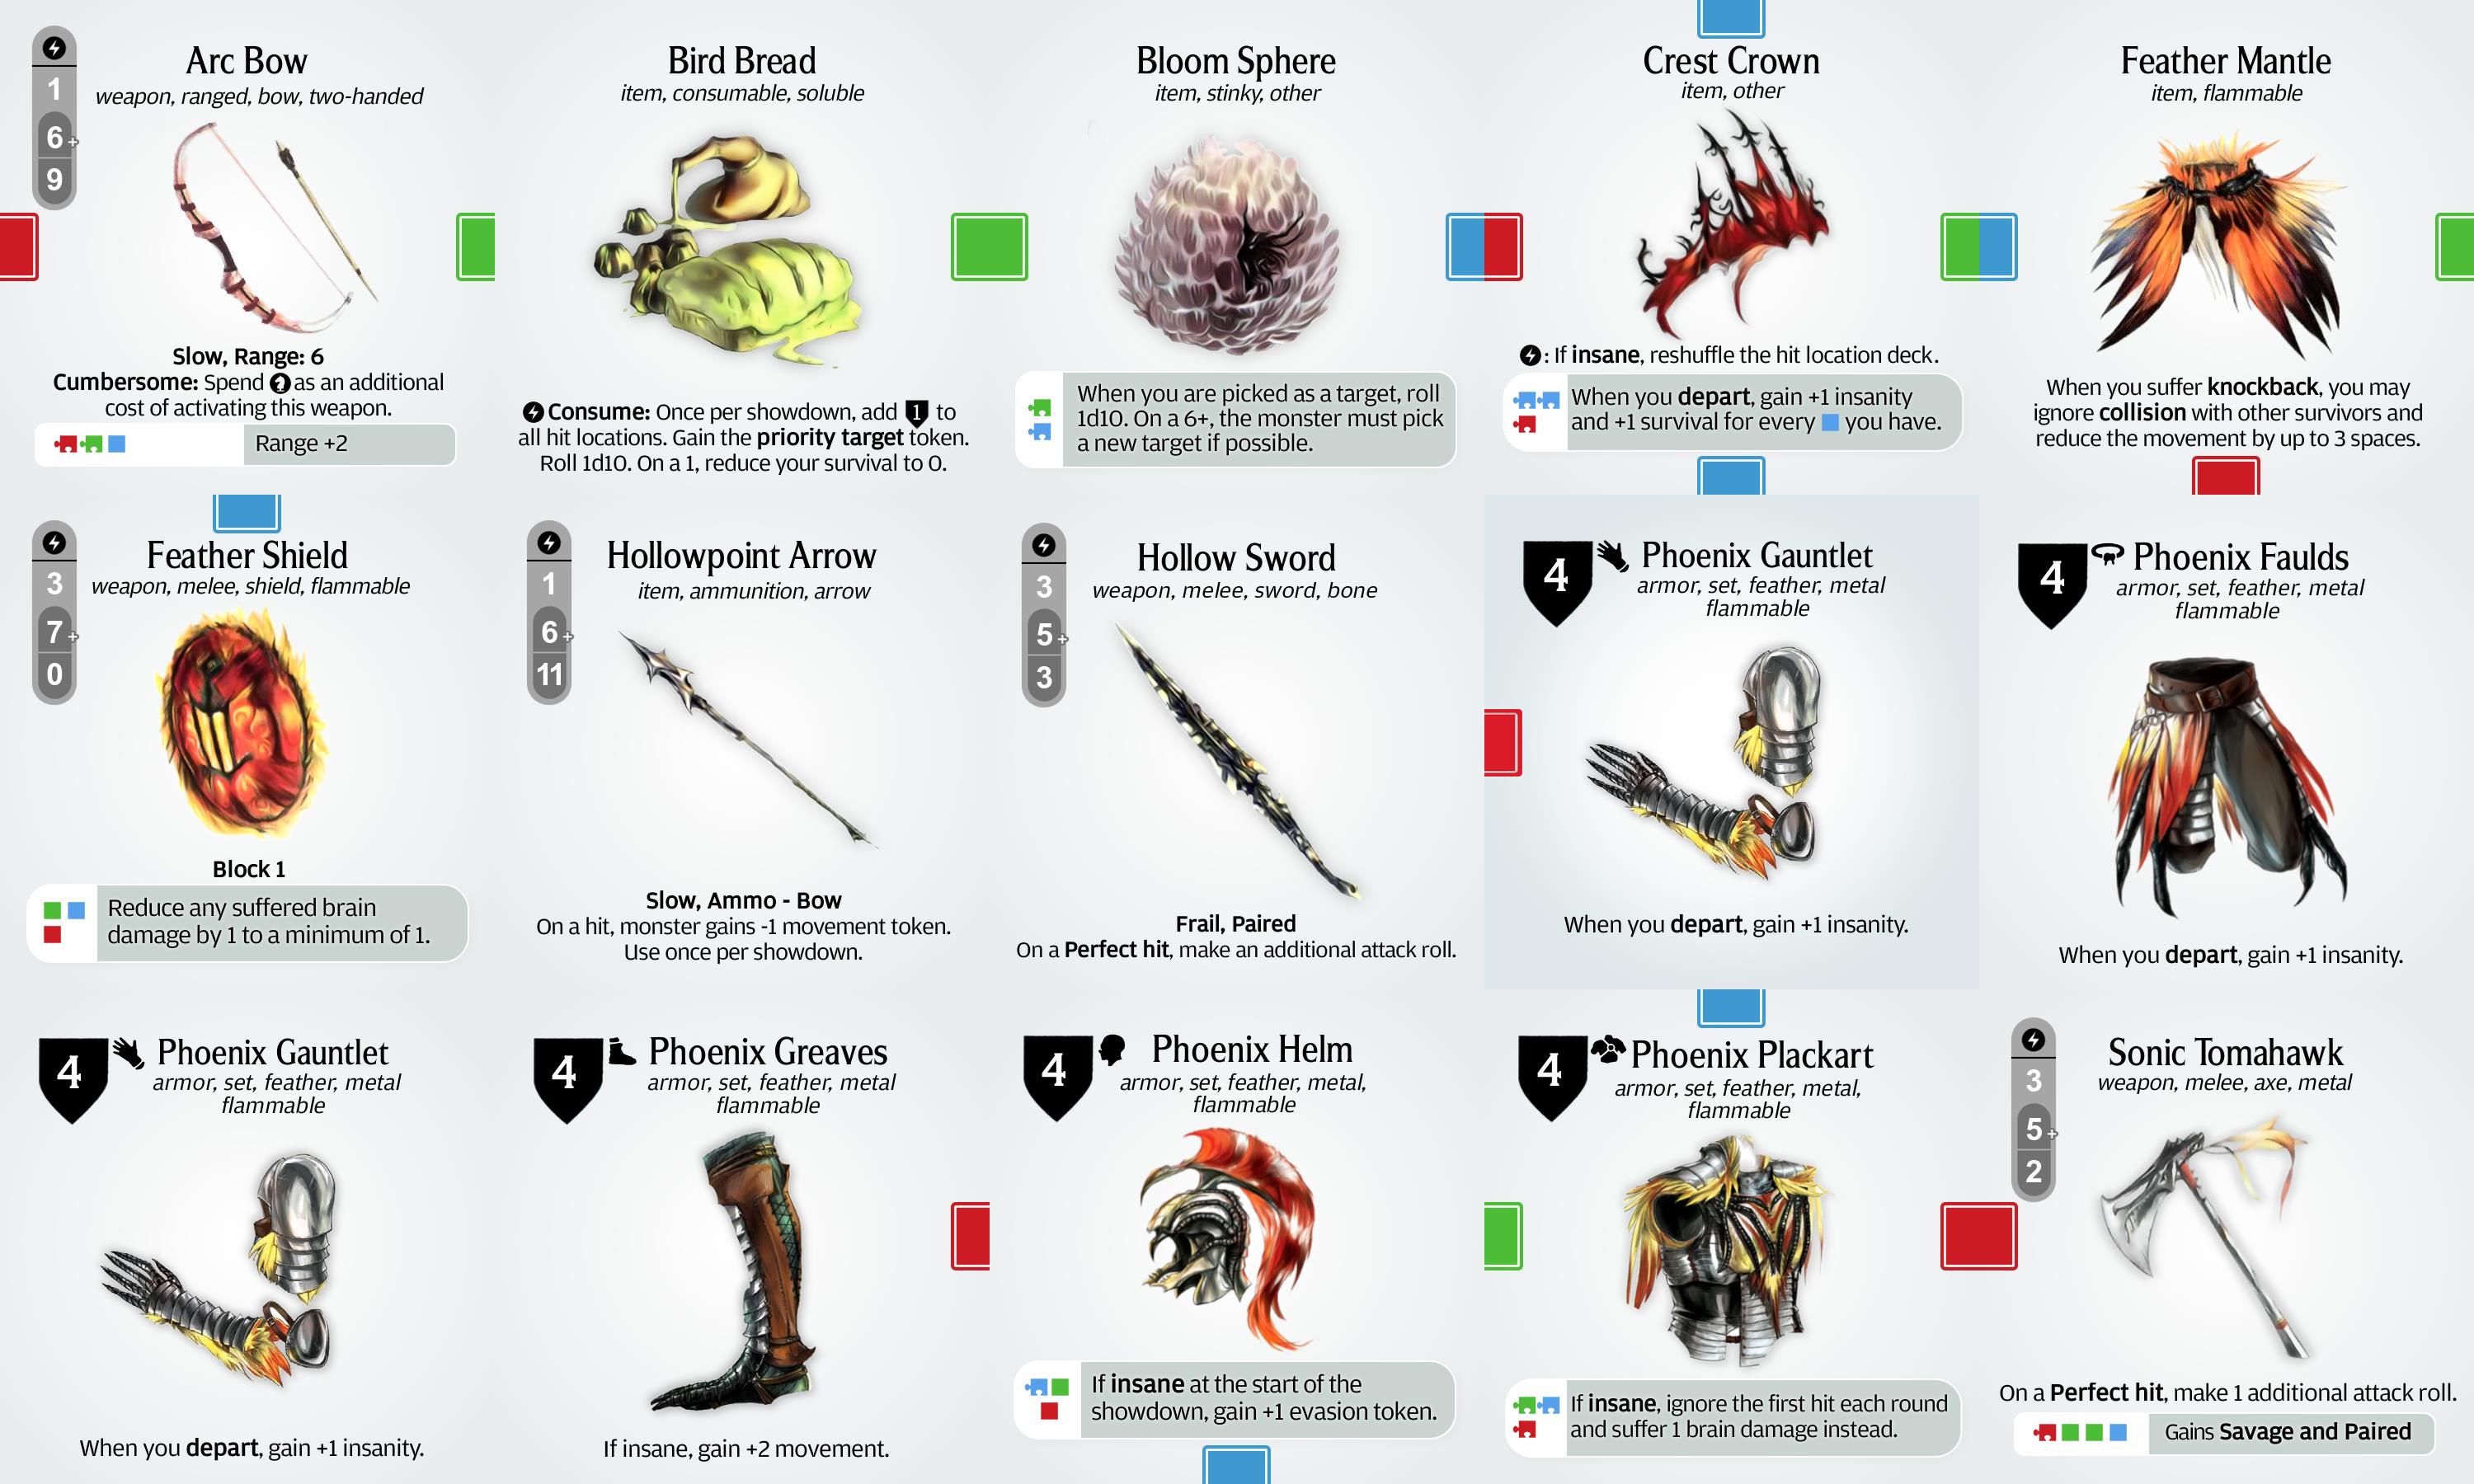 Arc Bow
weapon, ranged, bow, two-handed
1
6+
9
Slow, Range: 6
Cumbersome: Spend as an additional
cost of activating this weapon.
Range +2
Bird Bread
item, consumable, soluble
Consume: Once per showdown, add 1 to
all hit locations. Gain the priority target token.
Roll 1d10. On a 1, reduce your survival to 0.
Bloom Sphere
item, stinky, other
When you are picked as a target, roll
1d10. On a 6+, the monster must pick
a new target if possible.
Crest Crown
item, other
: If insane, reshuffle the hit location deck.
When you depart, gain +1 insanity
and +1 survival for every you have.
Feather Mantle
item, flammable
When you suffer knockback, you may
ignore collision with other survivors and
reduce the movement by up to 3 spaces.
Feather Shield
weapon, melee, shield, flammable
3
7+
0
Block 1
Reduce any suffered brain
damage by 1 to a minimum of 1.
Hollowpoint Arrow
item, ammunition, arrow
1
6+
11
Slow, Ammo - Bow
On a hit, monster gains -1 movement token.
Use once per showdown.
Hollow Sword
weapon, melee, sword, bone
3
5+
3
Frail, Paired
On a Perfect hit, make an additional attack roll.
4
Phoenix Gauntlet
armor, set, feather, metal
flammable
When you depart, gain +1 insanity.
4
Phoenix Faulds
armor, set, feather, metal
flammable
When you depart, gain +1 insanity.
4
Phoenix Gauntlet
armor, set, feather, metal
flammable
When you depart, gain +1 insanity.
4
Phoenix Greaves
armor, set, feather, metal
flammable
If insane, gain +2 movement.
4
Phoenix Helm
armor, set, feather, metal,
flammable
If insane at the start of the
showdown, gain +1 evasion token.
4
Phoenix Plackart
armor, set, feather, metal,
flammable
If insane, ignore the first hit each round
and suffer 1 brain damage instead.
Sonic Tomahawk
weapon, melee, axe, metal
3
5+
2
On a Perfect hit, make 1 additional attack roll.
Gains Savage and Paired